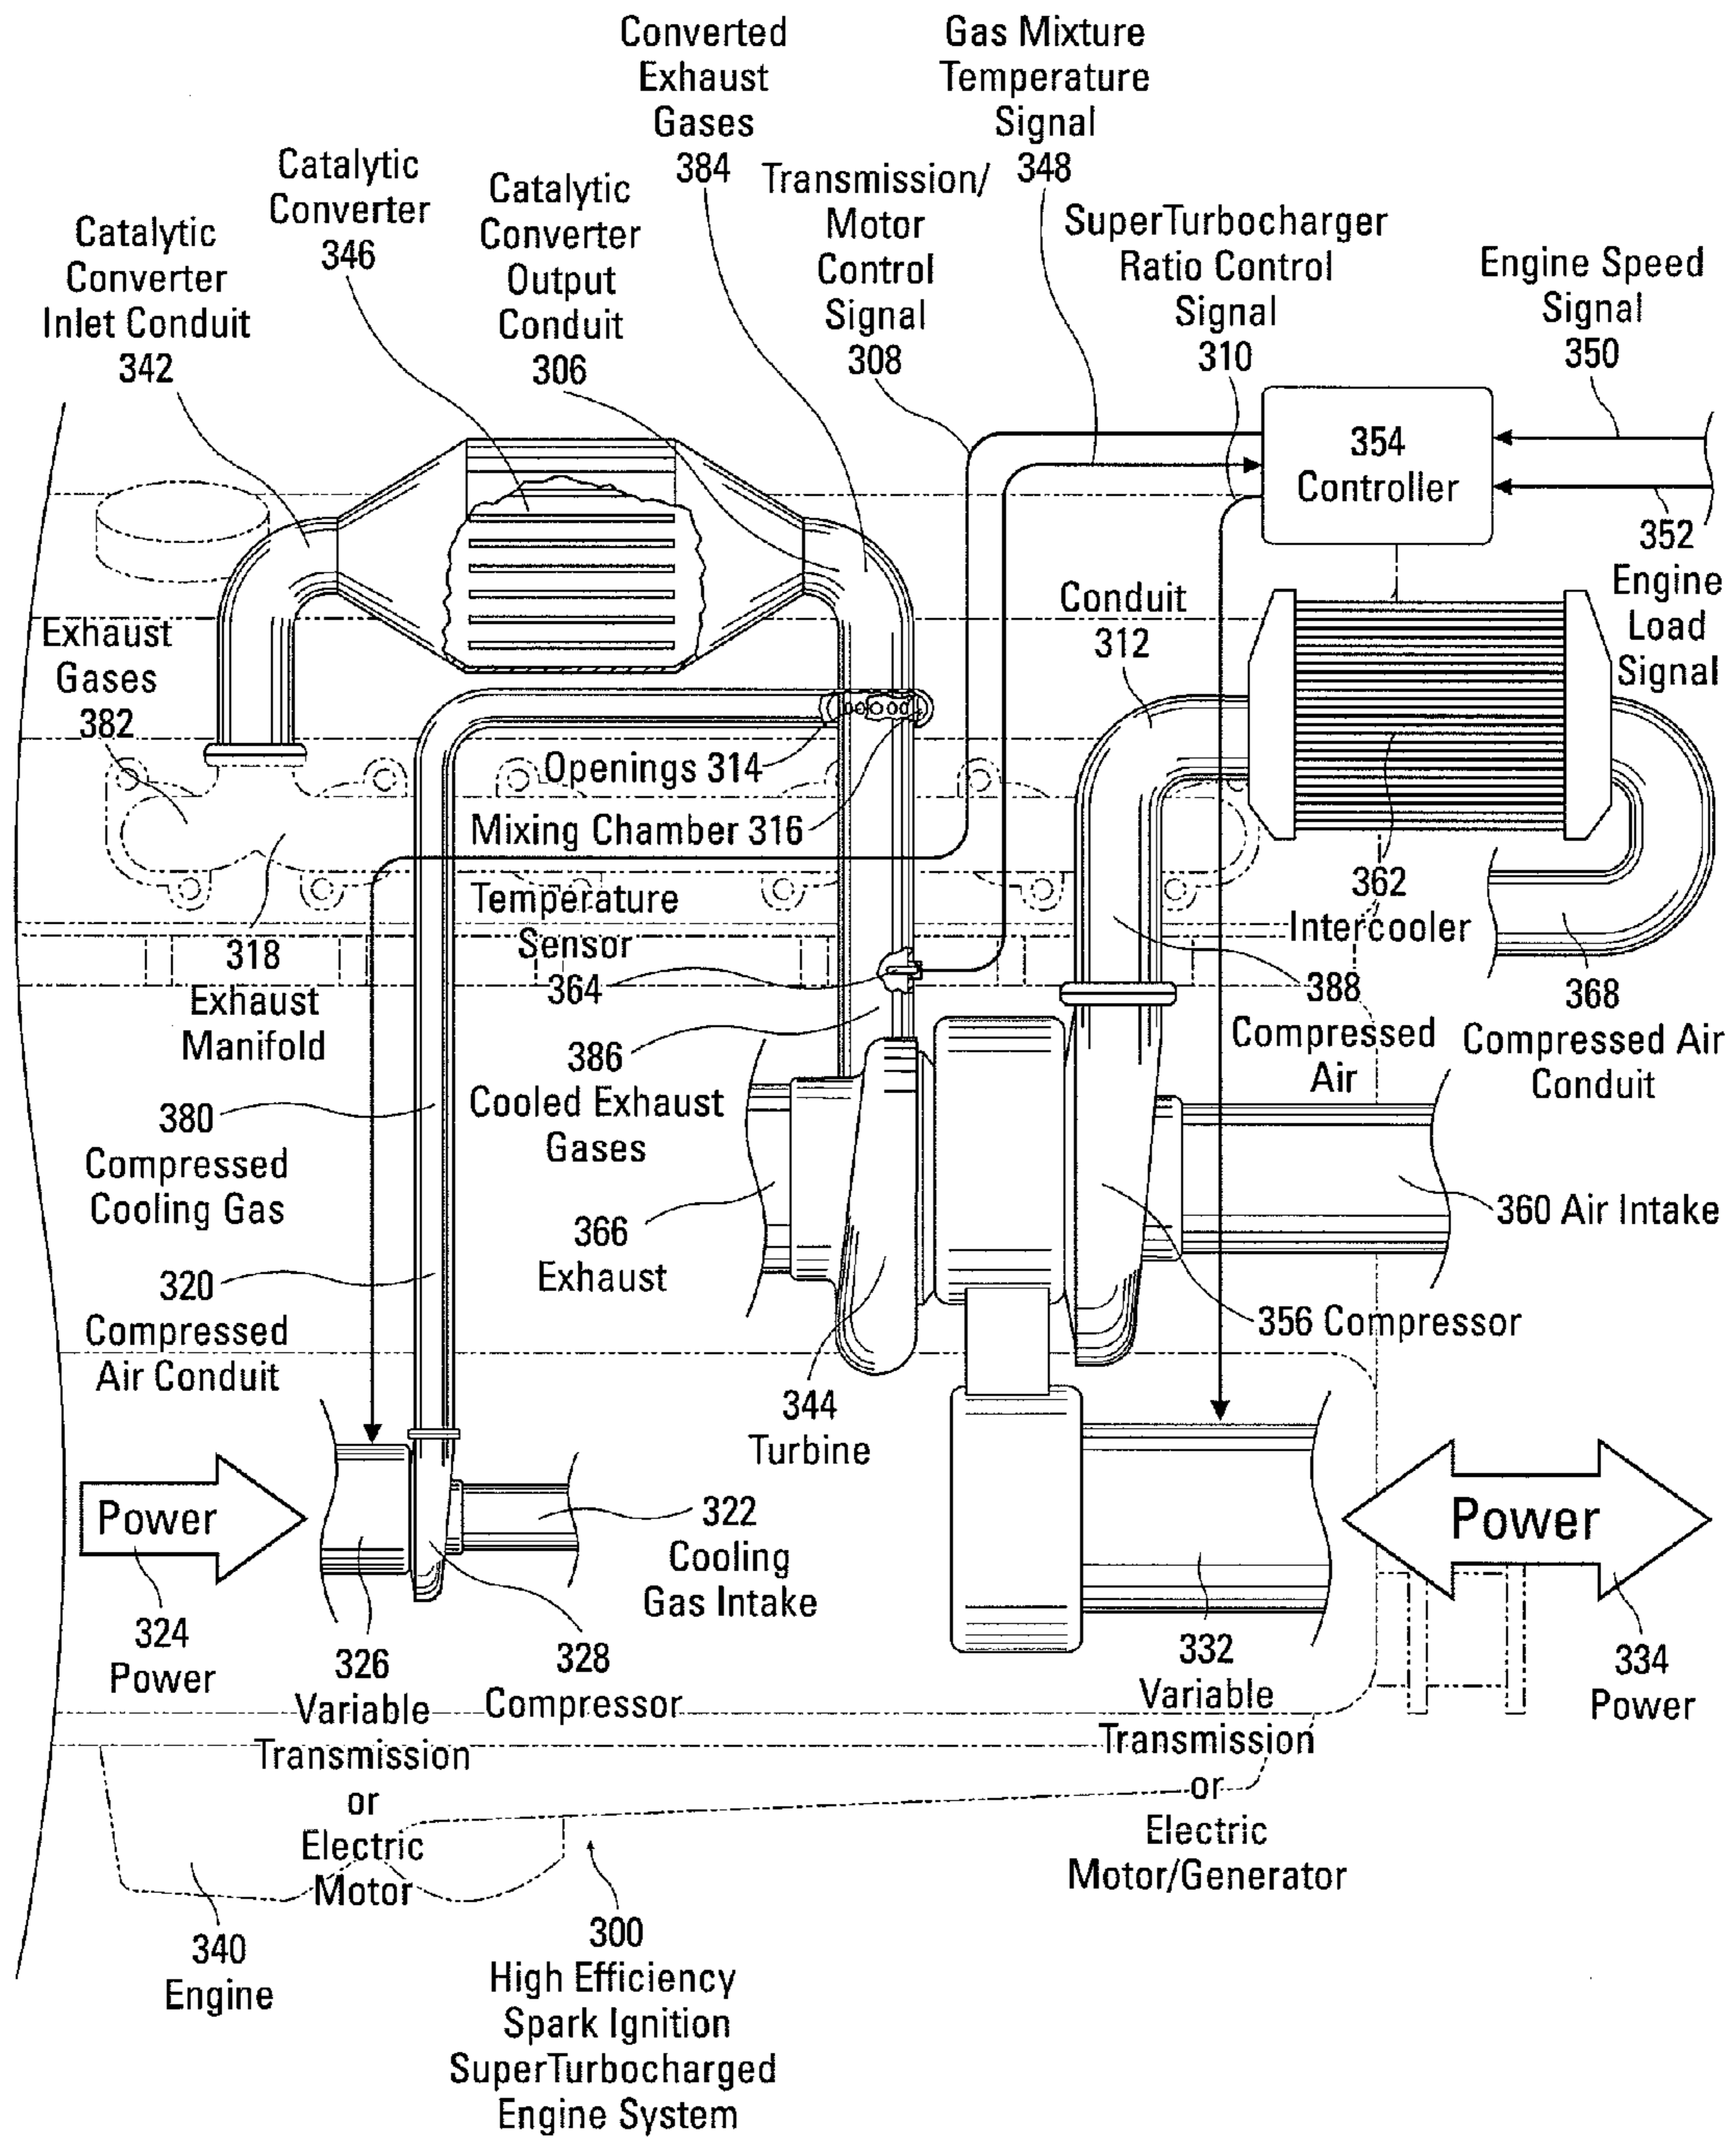 Converted
Exhaust
Gases
384
Gas Mixture
Temperature
Signal
348
Catalytic
Converter
346
Catalytic
Converter
Output
Conduit
306
Transmission/
Motor
Control
Signal
308
SuperTurbocharger
Ratio Control
Signal
310
Catalytic
Converter
Inlet Conduit
342
Engine Speed
Signal
350
354
Controller
352
Engine
Load
Signal
Conduit
312
Exhaust
Gases
382
Openings 314
Mixing Chamber 316
Temperature
Sensor
364
362
Intercooler
318
Exhaust
Manifold
388
Compressed
Air
368
Compressed Air
Conduit
386
Cooled Exhaust
Gases
380
Compressed
Cooling Gas
366
Exhaust
360 Air Intake
320
Compressed
Air Conduit
356 Compressor
344
Turbine
Power
322
Cooling
Gas Intake
Power
324
Power
326
Variable
Transmission
or
Electric
Motor
328
Compressor
332
Variable
Transmission
or
Electric
Motor/Generator
334
Power
340
Engine
300
High Efficiency
Spark Ignition
SuperTurbocharged
Engine System